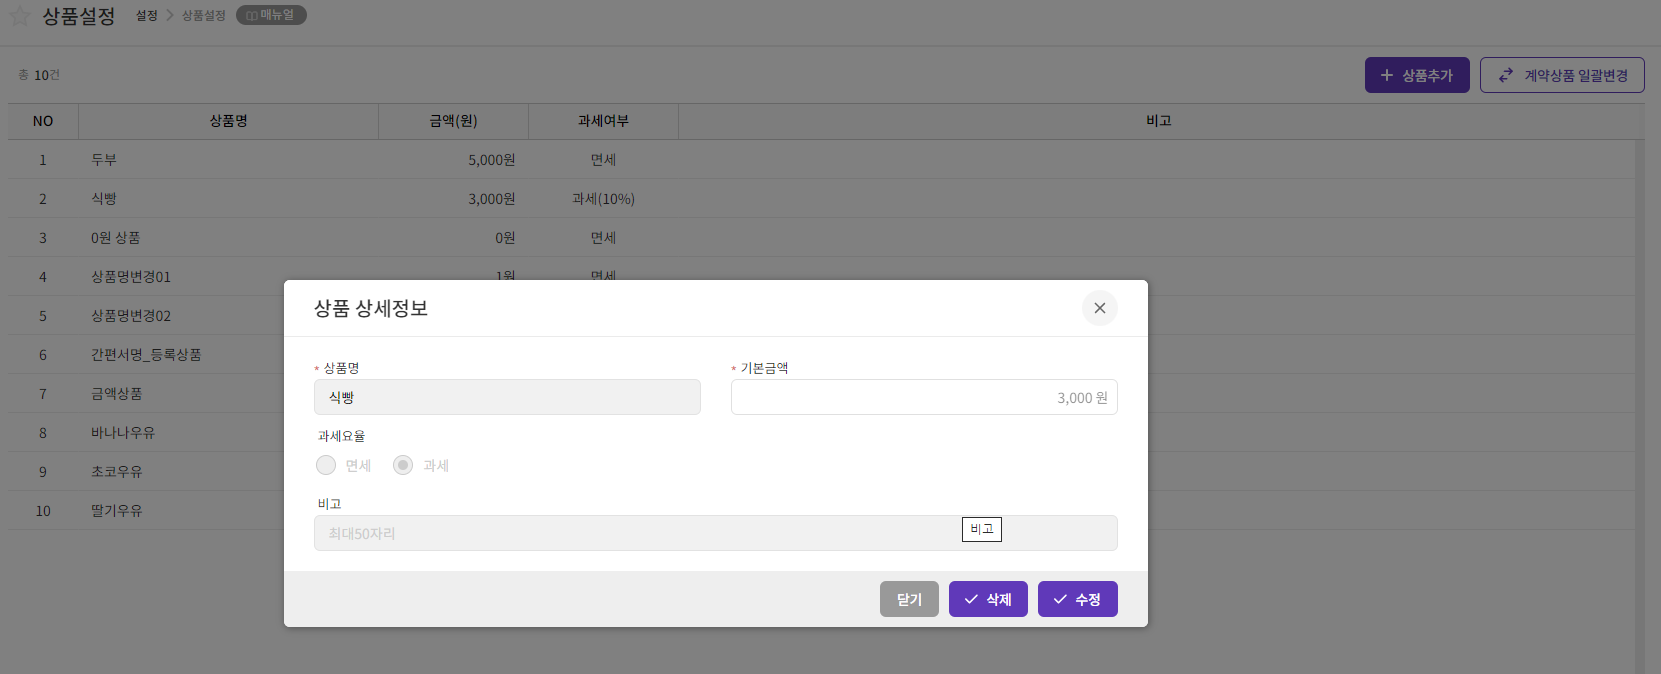 상품설정 설정 > 상품설정 매뉴얼
총 10건
상품추가 계약상품 일괄변경
NO 상품명 금액(원) 과세여부 비고
1 두부 5,000원 면세
2 식빵 3,000원 과세(10%)
3 0원 상품 0원 면세
4 상품명변경01 1원 면세
5 상품명변경02
6 간편서명_등록상품
7 금액상품
8 바나나우유
9 초코우유
10 딸기우유
상품 상세정보
* 상품명 * 기본금액
식빵 3,000 원
과세요율
면세 과세
비고
최대50자리 비고
닫기 삭제 수정